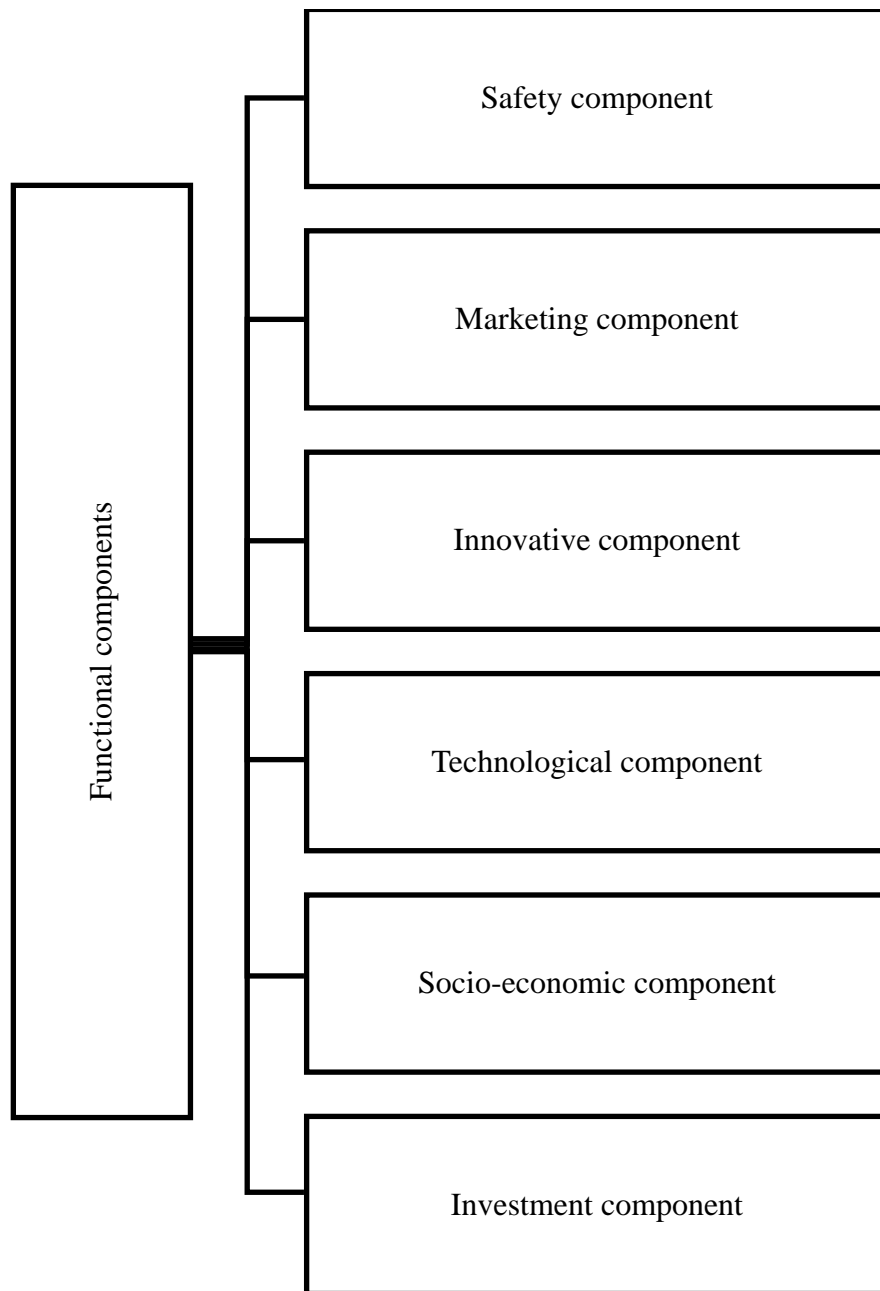 Functional components
Safety component
Marketing component
Innovative component
Technological component
Socio-economic component
Investment component